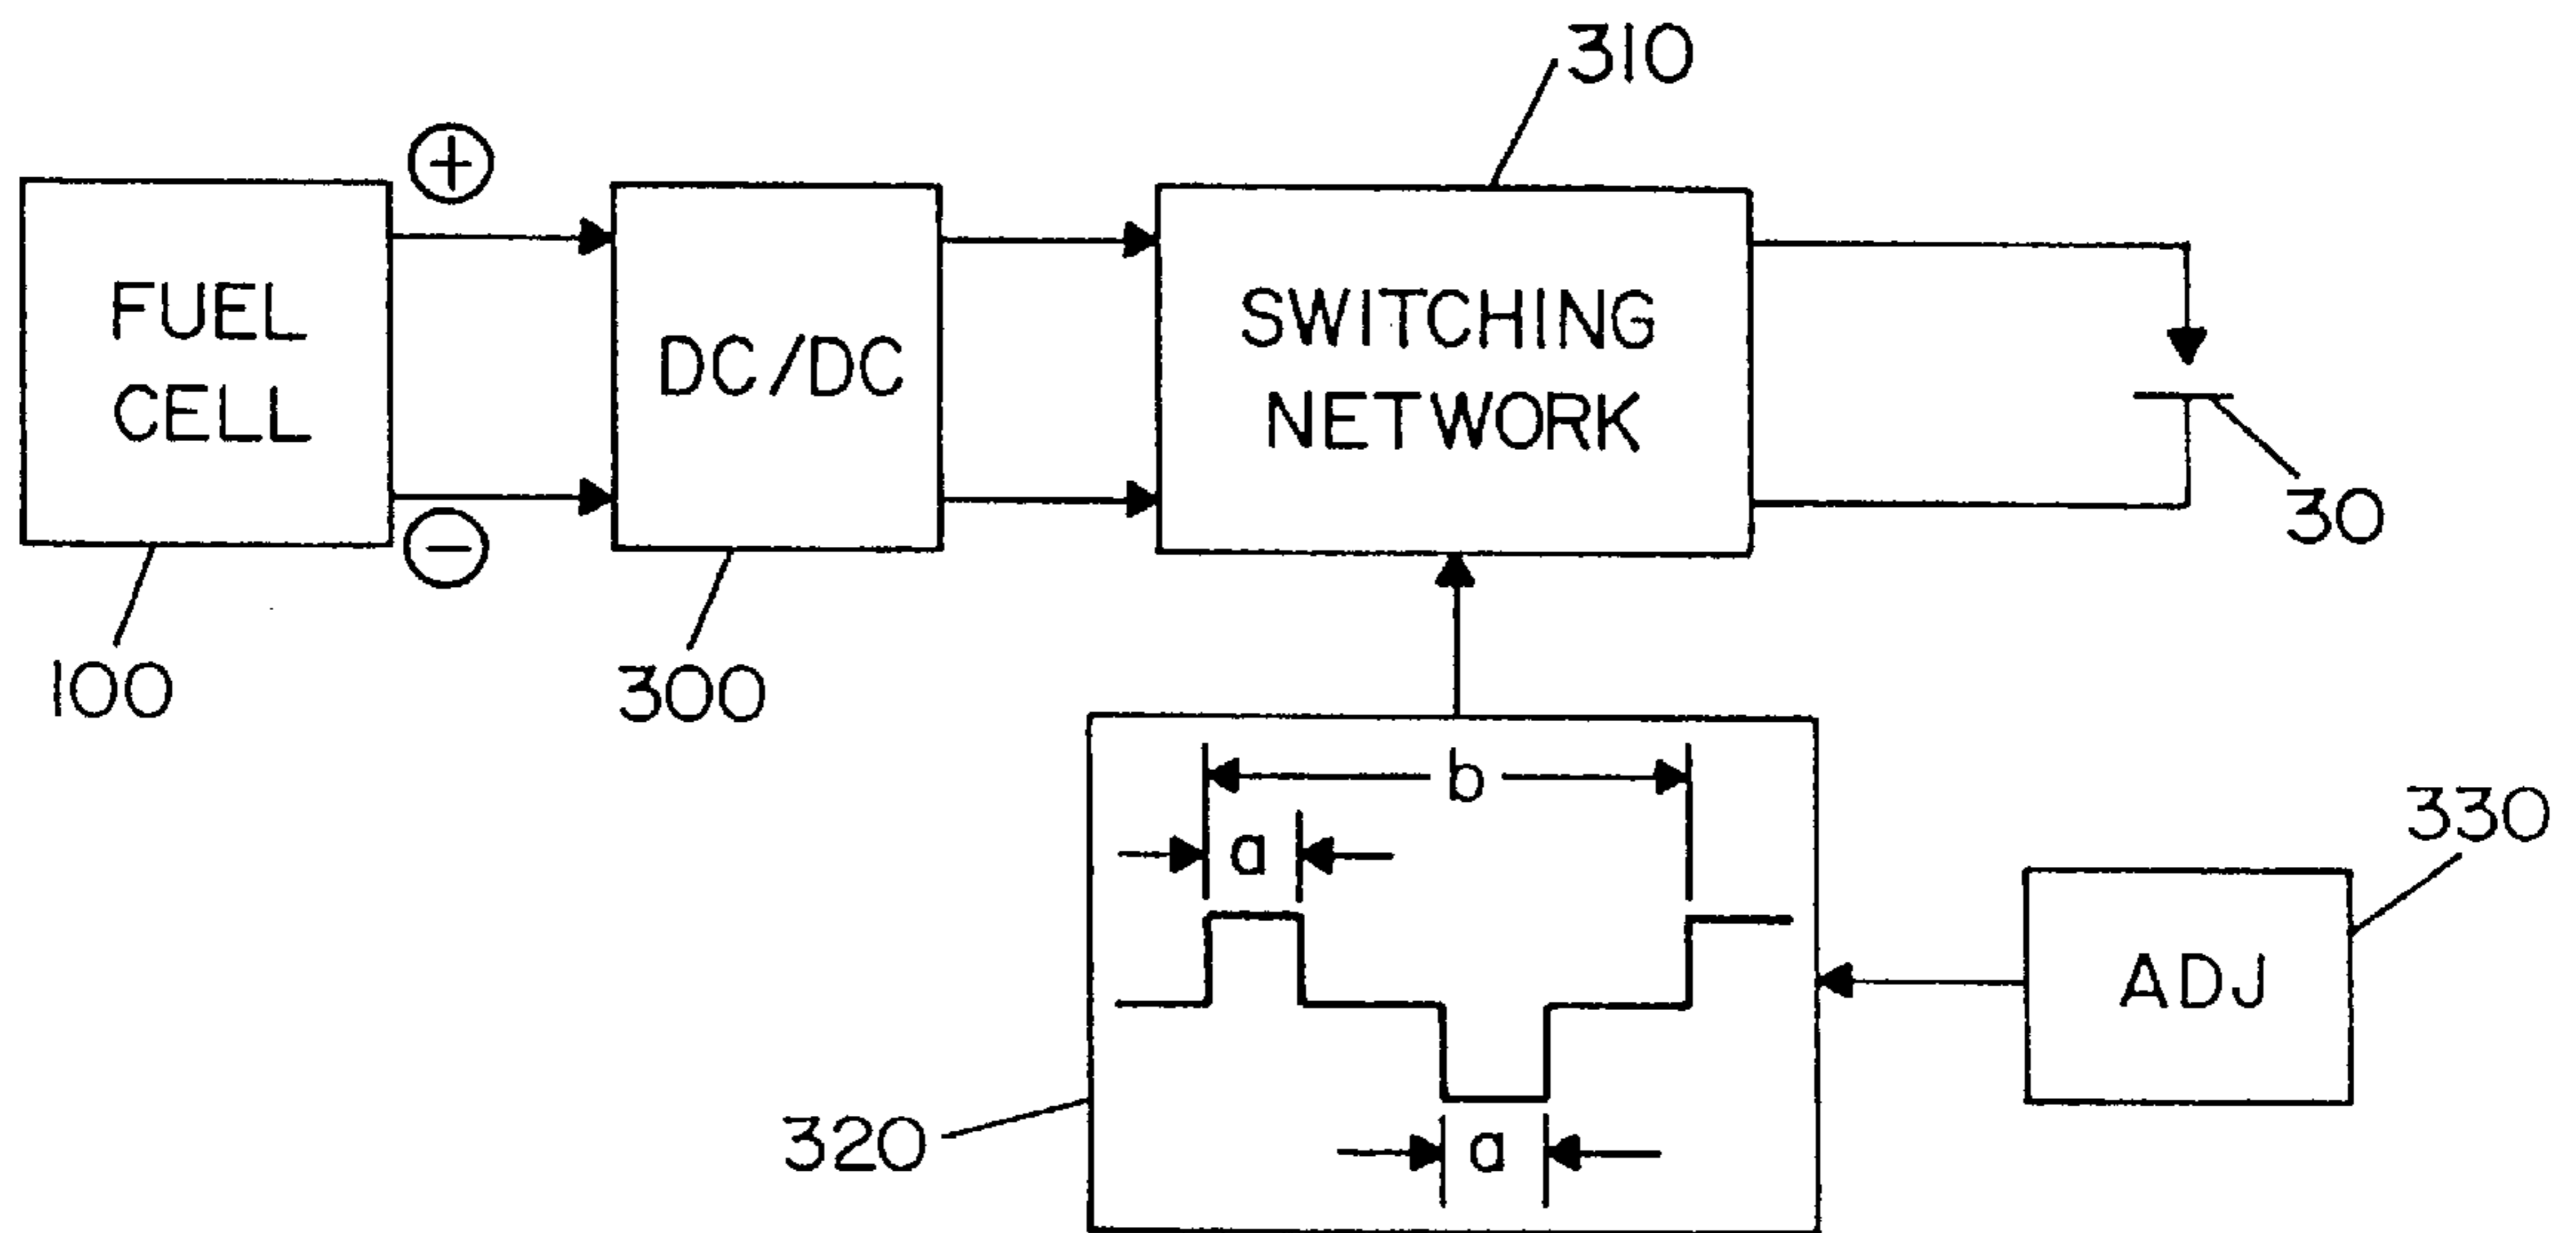 310
+
FUEL
CELL
DC/DC
SWITCHING
NETWORK
−
30
100
300
b
a
330
ADJ
320
a